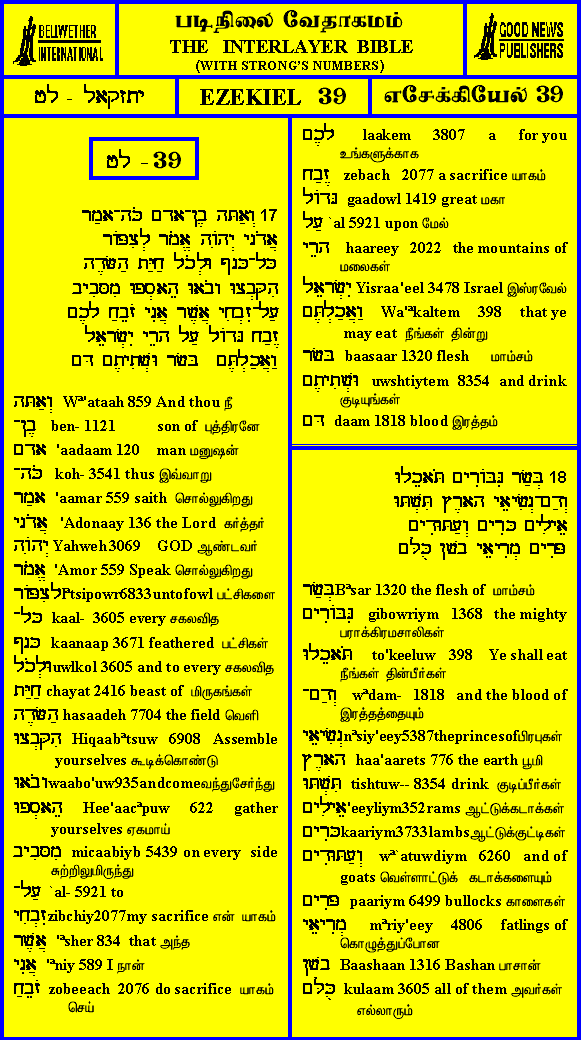 BELLWETHER
INTERNATIONAL
படிநிலை வேதாகமம்
THE INTERLAYER BIBLE
(WITH STRONG'S NUMBERS)
GOOD NEWS
PUBLISHERS
יחזקאל - לט
EZEKIEL 39
எசேக்கியேல் 39
לט - 39
17 וְאַתָּה בֶן־אָדָם כֹּה־אָמַר
אֲדֹנָי יְהוִֹה אֱמֹר לְצִפּוֹר
כָּל־כָּנָף וּלְכֹל חַיַּת הַשָּׂדֶה
הִקָּבְצוּ וָבֹאוּ הֵאָסְפוּ מִסָּבִיב
עַל־זִבְחִי אֲשֶׁר אֲנִי זֹבֵחַ לָכֶם
זֶבַח גָּדוֹל עַל הָרֵי יִשְׂרָאֵל
וַאֲכַלְתֶּם בָּשָׂר וּשְׁתִיתֶם דָּם
וְאַתָּה Wª'ataah 859 And thou நீ
בֶן־ ben- 1121 son of புத்திரனே
אָדָם 'aadaam 120 man மனுஷன்
כֹּה־ koh- 3541 thus இவ்வாறு
אָמַר 'aamar 559 saith சொல்லுகிறது
אֲדֹנָי 'Adonaay 136 the Lord கர்த்தர்
יְהוִֹה Yahweh3069 GOD ஆண்டவர்
אֱמֹר 'Amor 559 Speak சொல்லுகிறது
לְצִפּוֹרltsipowr6833untofowl பட்சிகளை
כָּל־ kaal- 3605 every சகலவித
כָּנָף kaanaap 3671 feathered பட்சிகள்
וּלְכֹלuwlkol 3605 and to every சகலவித
חַיַּת chayat 2416 beast of மிருகங்கள்
הַשָּׂדֶה hasaadeh 7704 the field வெளி
הִקָּבְצוּ Hiqaabªtsuw 6908 Assemble
yourselves கூடிக்கொண்டு
וָבֹאוּwaabo'uw935andcomeவந்துசேர்ந்து
הֵאָסְפוּ Hee'aacªpuw 622 gather
yourselves ஏகமாய்
מִסָּבִיב micaabiyb 5439 on every side
சுற்றிலுமிருந்து
עַל־ `al- 5921 to
זִבְחִיzibchiy2077my sacrifice என் யாகம்
אֲשֶׁר 'ªsher 834 that அந்த
אֲנִי 'ªniy 589 I நான்
זֹבֵחַ zobeeach 2076 do sacrifice யாகம்
செய்
לָכֶם laakem 3807 a for you
உங்களுக்காக
זֶבַח zebach 2077 a sacrifice யாகம்
גָּדוֹל gaadowl 1419 great மகா
עַל `al 5921 upon மேல்
הָרֵי haareey 2022 the mountains of
மலைகள்
יִשְׂרָאֵל Yisraa'eel 3478 Israel இஸ்ரவேல்
וַאֲכַלְתֶּם Wa'ªkaltem 398 that ye
may eat நீங்கள் தின்று
בָּשָׂר baasaar 1320 flesh மாம்சம்
וּשְׁתִיתֶם uwshtiytem 8354 and drink
குடியுங்கள்
דָּם daam 1818 blood இரத்தம்
18 בְּשַׂר גִּבּוֹרִים תֹּאכֵלוּ
וְדַם־נְשִׂיאֵי הָאָרֶץ תִּשְׁתּוּ
אֵילִים כָּרִים וְעַתּוּדִים
פָּרִים מְרִיאֵי בָשָׁן כֻּלָּם
בְּשַׂרBªsar 1320 the flesh of மாம்சம்
גִּבּוֹרִים gibowriym 1368 the mighty
பராக்கிரமசாலிகள்
תֹּאכֵלוּ to'keeluw 398 Ye shall eat
நீங்கள் தின்பீர்கள்
וְדַם־ wªdam- 1818 and the blood of
இரத்தத்தையும்
נְשִׂיאֵיnªsiy'eey5387theprincesofபிரபுகள்
הָאָרֶץ haa'aarets 776 the earth பூமி
תִּשְׁתּוּ tishtuw-- 8354 drink குடிப்பீர்கள்
אֵילִים'eeyliym352rams ஆட்டுக்கடாக்கள்
כָּרִיםkaariym3733lambsஆட்டுக்குட்டிகள்
וְעַתּוּדִים wª`atuwdiym 6260 and of
goats வெள்ளாட்டுக் கடாக்களையும்
פָּרִים paariym 6499 bullocks காளைகள்
מְרִיאֵי mªriy'eey 4806 fatlings of
கொழுத்துப்போன
בָשָׁן Baashaan 1316 Bashan பாசான்
כֻּלָּם kulaam 3605 all of them அவர்கள்
எல்லாரும்